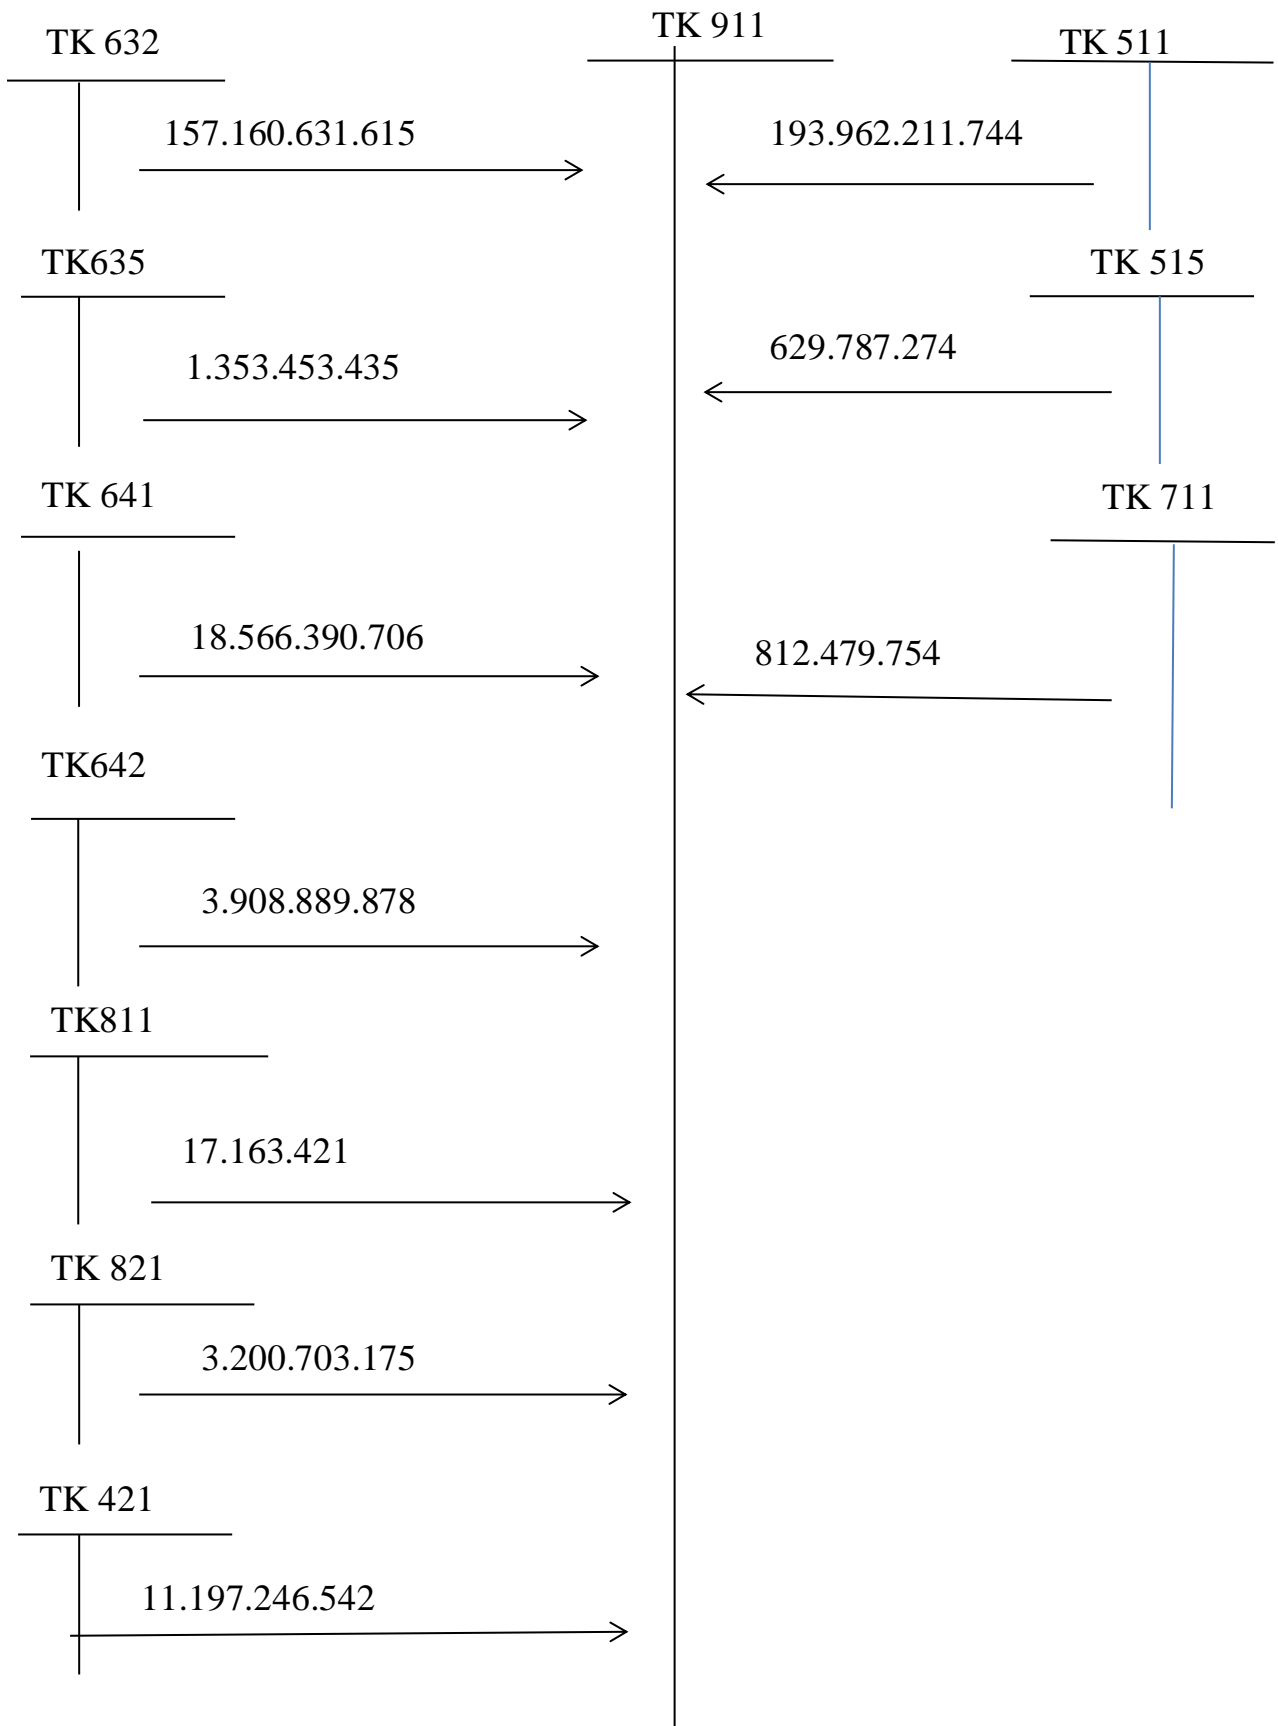 TK 632
TK 911
TK 511
157.160.631.615
193.962.211.744
TK635
TK 515
1.353.453.435
629.787.274
TK 641
TK 711
18.566.390.706
812.479.754
TK642
3.908.889.878
TK811
17.163.421
TK 821
3.200.703.175
TK 421
11.197.246.542